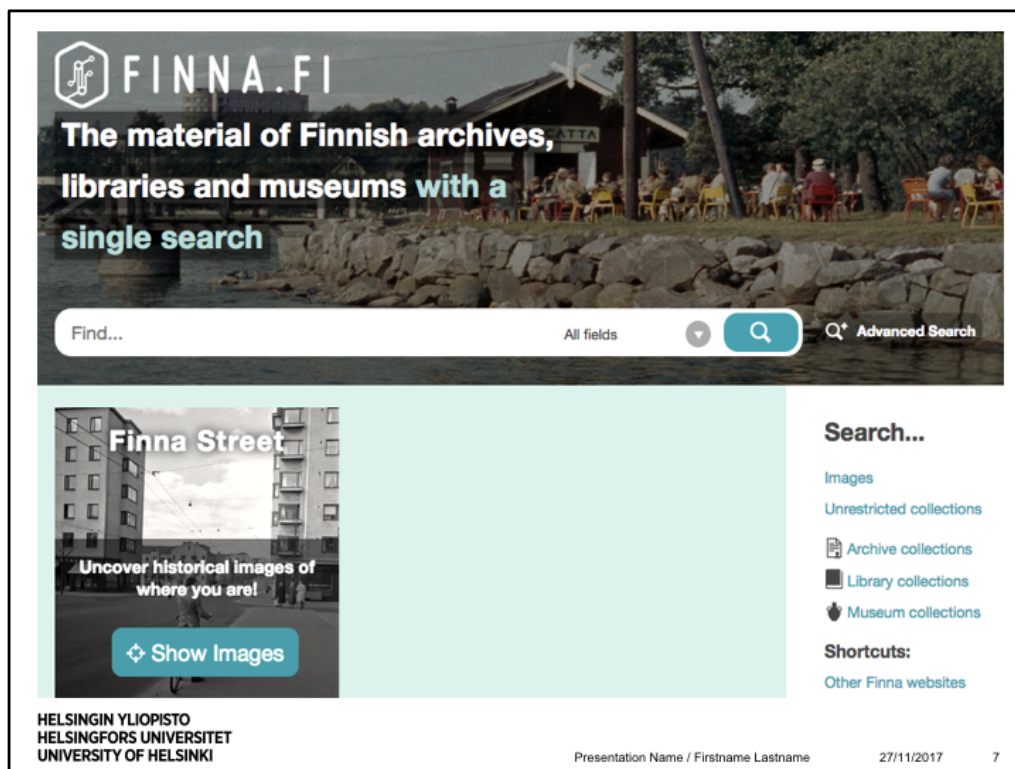 FINNA.FI
The material of Finnish archives,
libraries and museums with a
single search
Find...
All fields
Advanced Search
Finna Street
Uncover historical images of
where you are!
Show Images
Search...
Images
Unrestricted collections
Archive collections
Library collections
Museum collections
Shortcuts:
Other Finna websites
HELSINGIN YLIOPISTO
HELSINGFORS UNIVERSITET
UNIVERSITY OF HELSINKI
Presentation Name / Firstname Lastname
27/11/2017
7